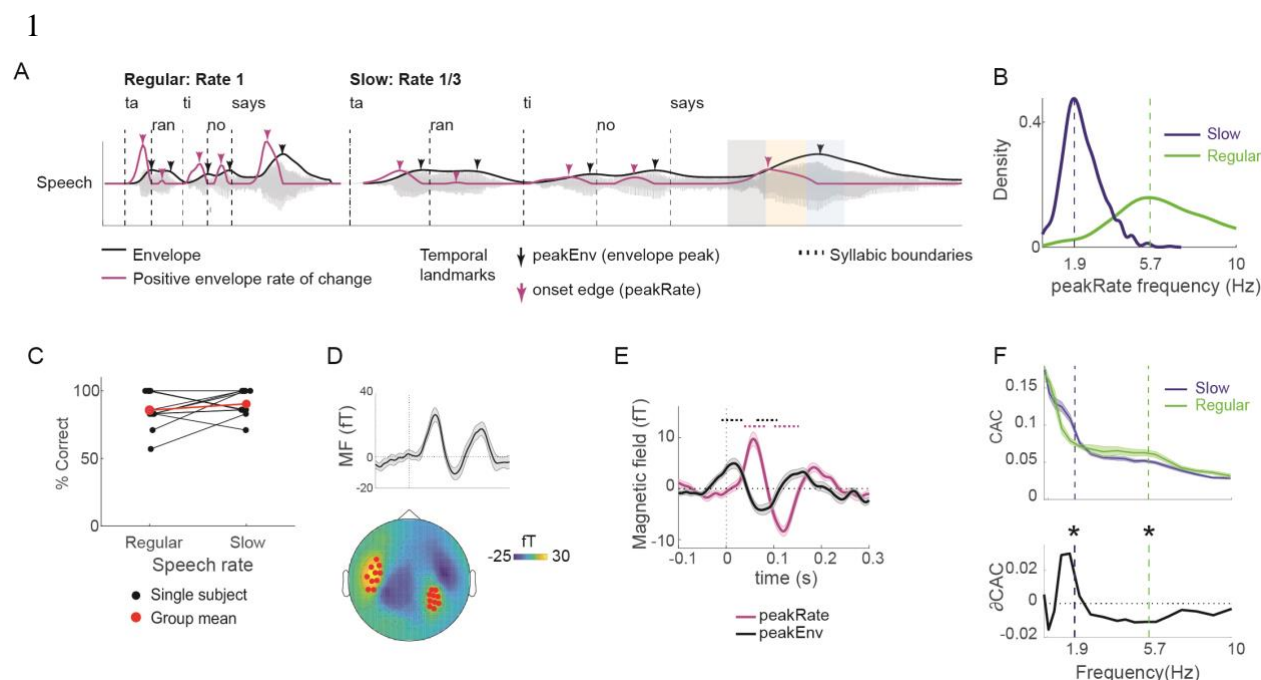 1
A
Regular: Rate 1
Slow: Rate 1/3
ta
ti
says
ta
ti
says
ran
no
ran
no
Speech
Envelope
Positive envelope rate of change
Temporal
landmarks
peakEnv (envelope peak)
onset edge (peakRate)
Syllabic boundaries
B
0.4
Density
0
Slow
Regular
1.9
5.7
10
peakRate frequency (Hz)
C
100
% Correct
50
0
Regular
Slow
Speech rate
Single subject
Group mean
D
40
MF (fT)
0
-20
fT
-25
30
E
Magnetic field (fT)
10
0
-10
-0.1
0
0.1
0.2
0.3
time (s)
peakRate
peakEnv
F
0.15
CAC
0.1
0.05
0
Slow
Regular
*
*
0.02
∂CAC
0
-0.02
1.9
5.7
10
Frequency(Hz)